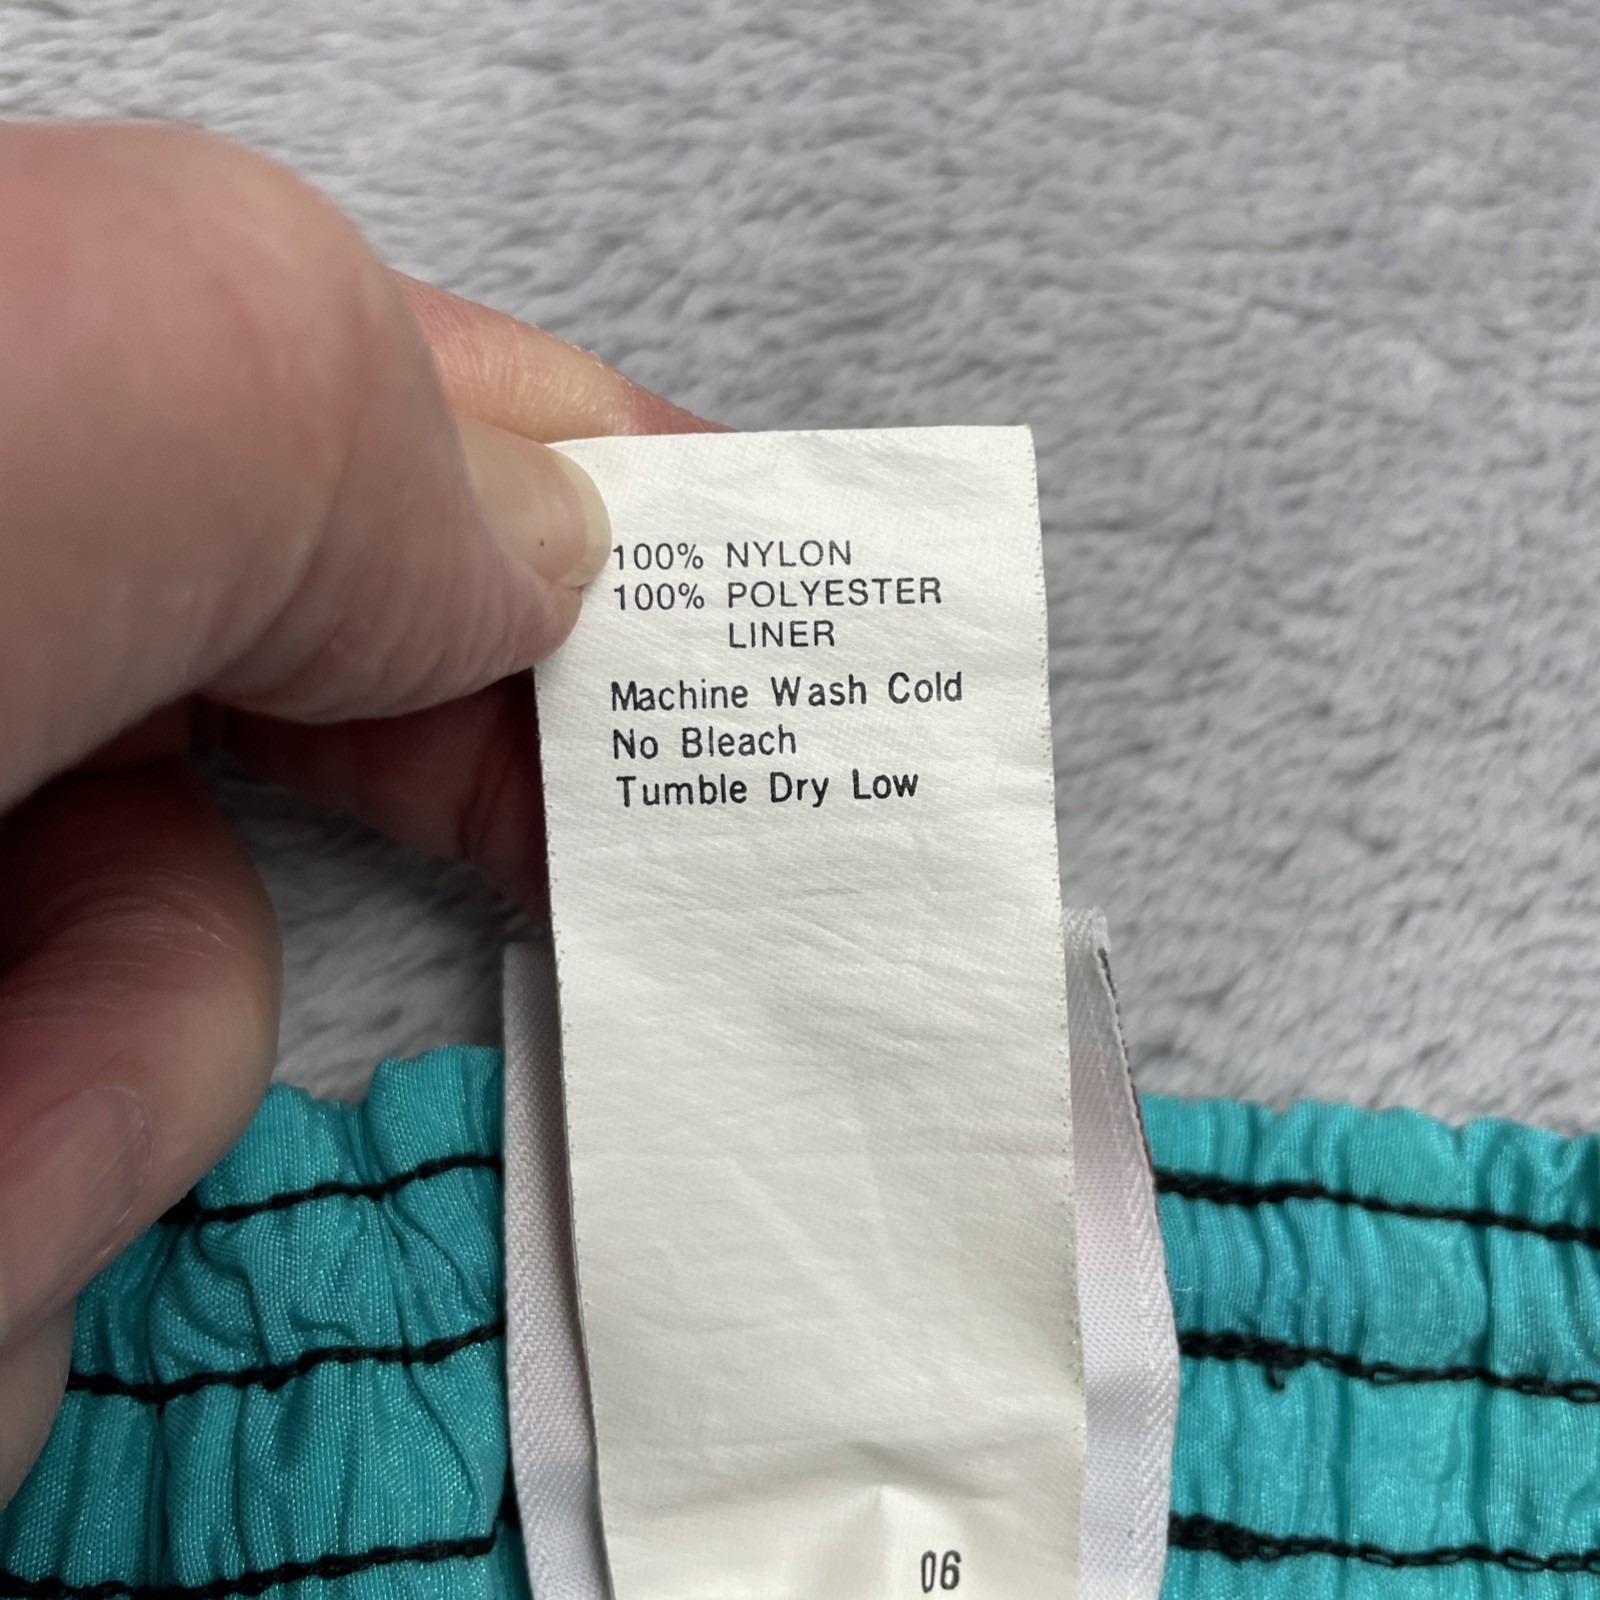 100% NYLON
100% POLYESTER
LINER
Machine Wash Cold
No Bleach
Tumble Dry Low
06